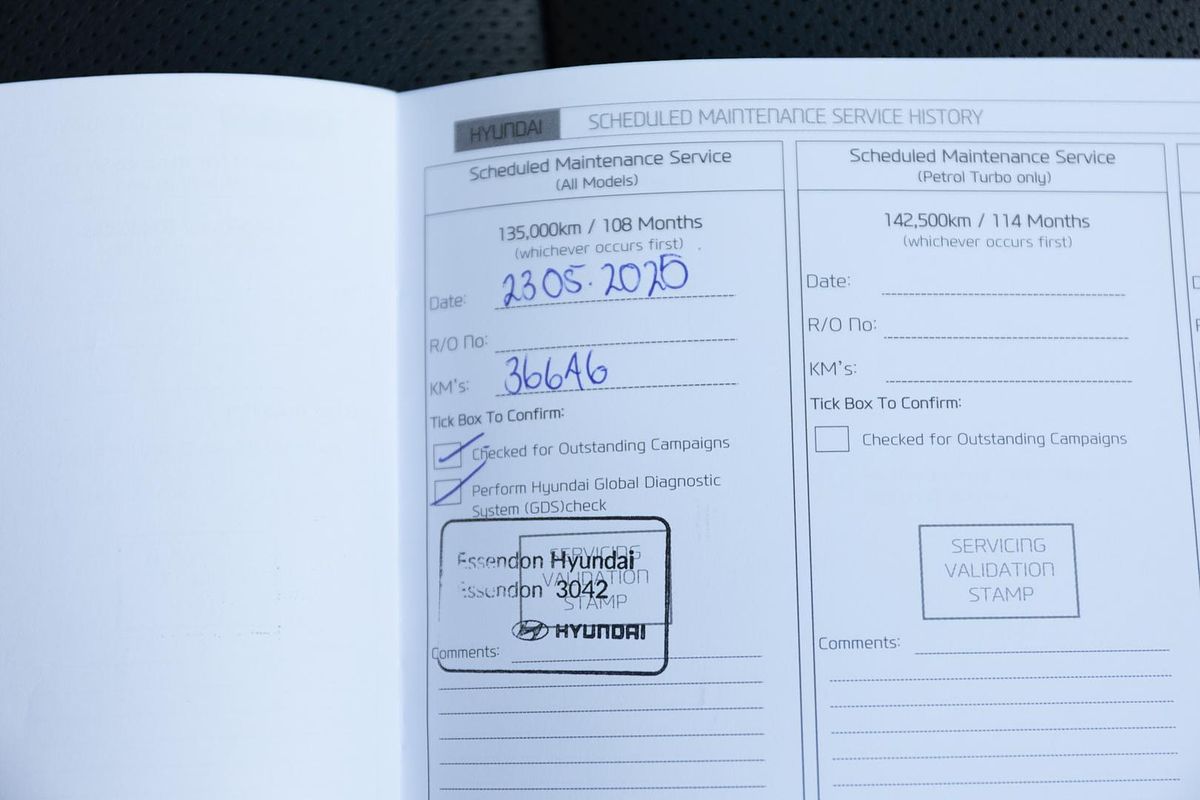 HYUNDAI SCHEDULED MAINTENANCE SERVICE HISTORY
Scheduled Maintenance Service
(All Models)
135,000km / 108 Months
(whichever occurs first)
Date: 23 05. 2025
R/O No:
KM's: 36646
Tick Box To Confirm:
Checked for Outstanding Campaigns
Perform Hyundai Global Diagnostic
System (GDS)check
SERVICING
VALIDATION
STAMP
Essendon Hyundai
Essendon 3042
HYUNDAI
Comments:
Scheduled Maintenance Service
(Petrol Turbo only)
142,500km / 114 Months
(whichever occurs first)
Date:
R/O No:
KM's:
Tick Box To Confirm:
Checked for Outstanding Campaigns
SERVICING
VALIDATION
STAMP
Comments: